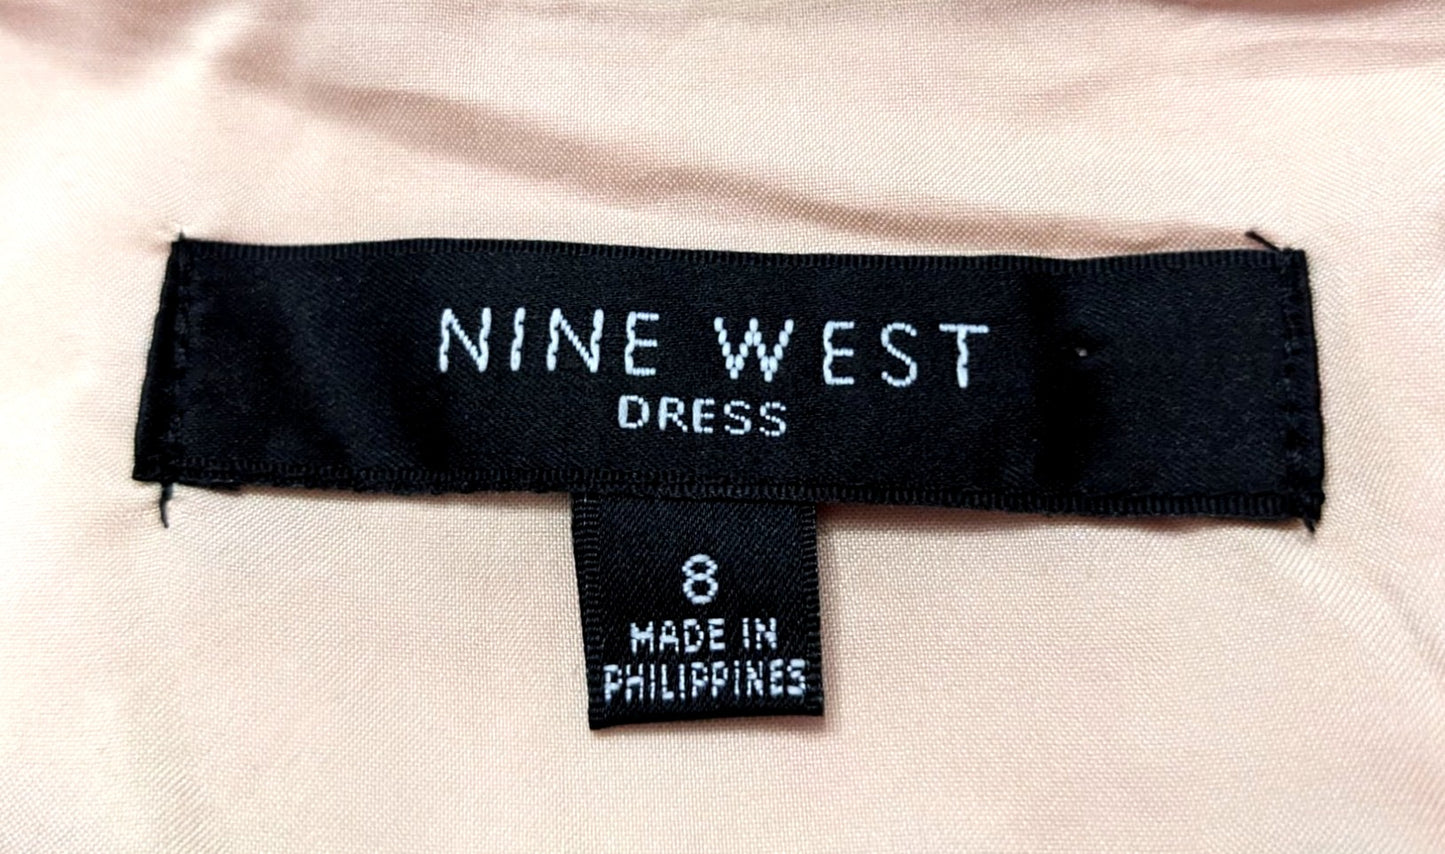 NINE WEST
DRESS
8
MADE IN
PHILIPPINES